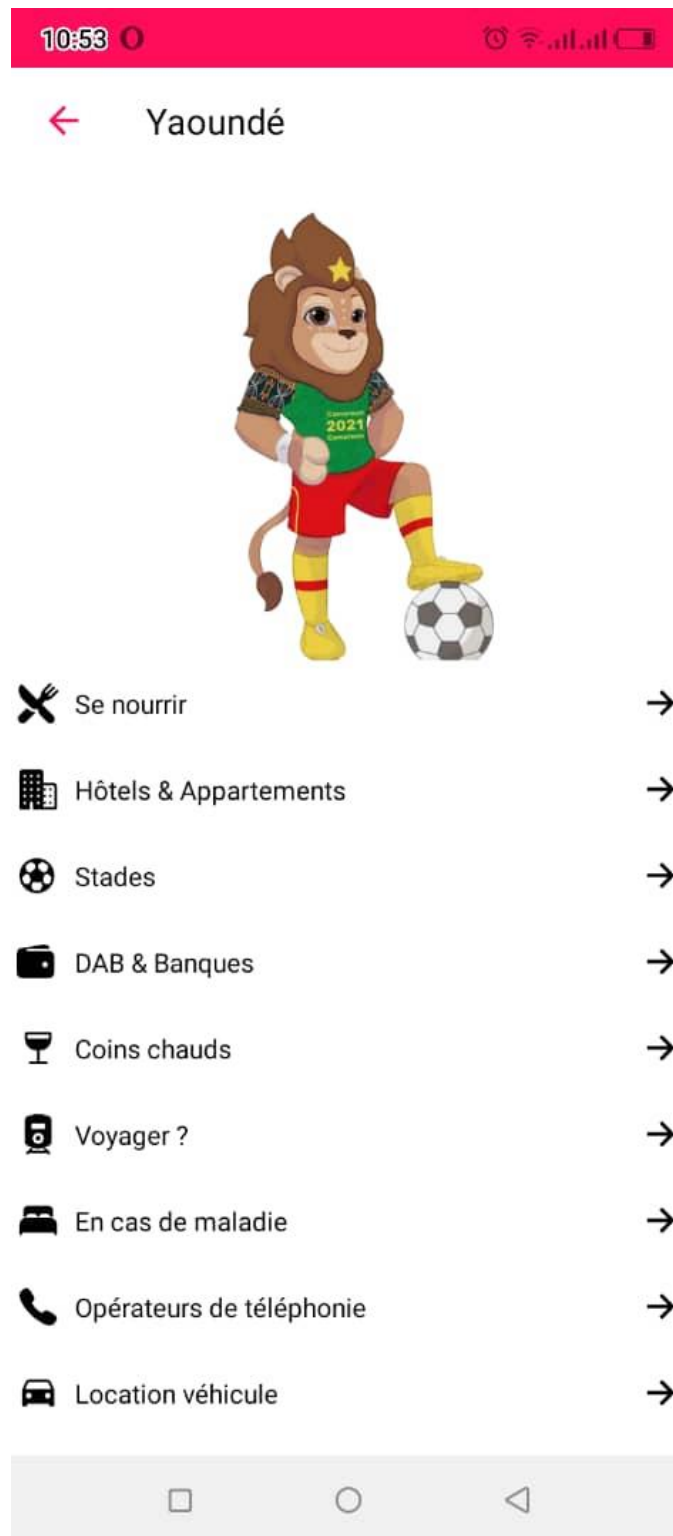 10:53
Yaoundé
Cameroun
2021
Cameroon
Se nourrir
Hôtels & Appartements
Stades
DAB & Banques
Coins chauds
Voyager ?
En cas de maladie
Opérateurs de téléphonie
Location véhicule